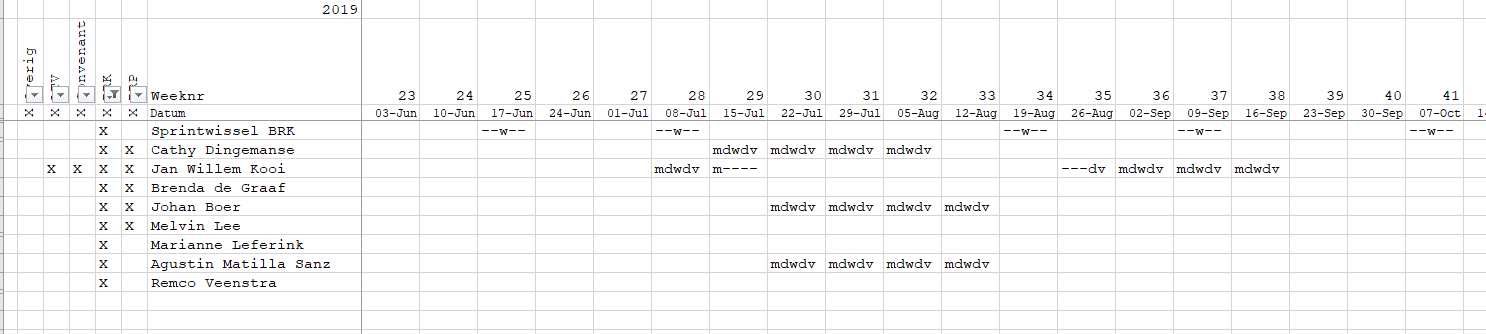 2019
Weeknr 23 24 25 26 27 28 29 30 31 32 33 34 35 36 37 38 39 40 41
X X X X X Datum 03-Jun 10-Jun 17-Jun 24-Jun 01-Jul 08-Jul 15-Jul 22-Jul 29-Jul 05-Aug 12-Aug 19-Aug 26-Aug 02-Sep 09-Sep 16-Sep 23-Sep 30-Sep 07-Oct
X Sprintwissel BRK --w-- --w-- --w-- --w-- --w--
X X Cathy Dingemanse mdwdv mdwdv mdwdv mdwdv
X X X X Jan Willem Kooi mdwdv m---- ---dv mdwdv mdwdv mdwdv
X X Brenda de Graaf
X X Johan Boer mdwdv mdwdv mdwdv mdwdv
X X Melvin Lee
X Marianne Leferink
X Agustin Matilla Sanz mdwdv mdwdv mdwdv mdwdv
X Remco Veenstra